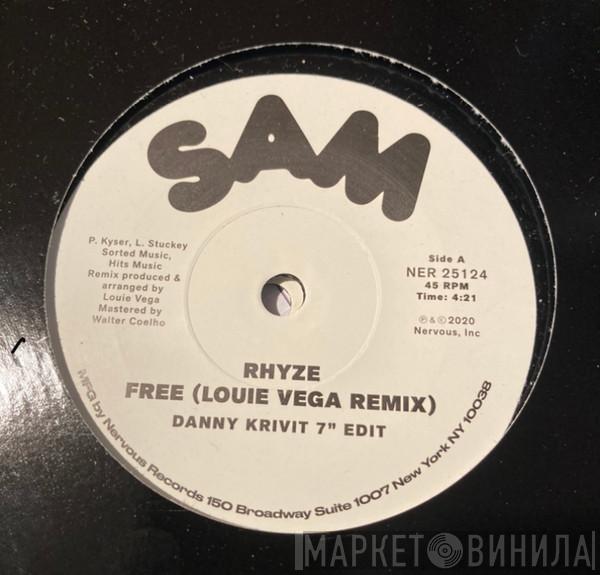 SAM
P. Kyser, L. Stuckey
Sorted Music,
Hits Music
Remix produced &
arranged by
Louie Vega
Mastered by
Walter Coelho
Side A
NER 25124
45 RPM
Time: 4:21
℗&©2020
Nervous, Inc
RHYZE
FREE (LOUIE VEGA REMIX)
DANNY KRIVIT 7” EDIT
MFG by Nervous Records 150 Broadway Suite 1007 New York NY 10038
МАРКЕТ ВИНИЛА